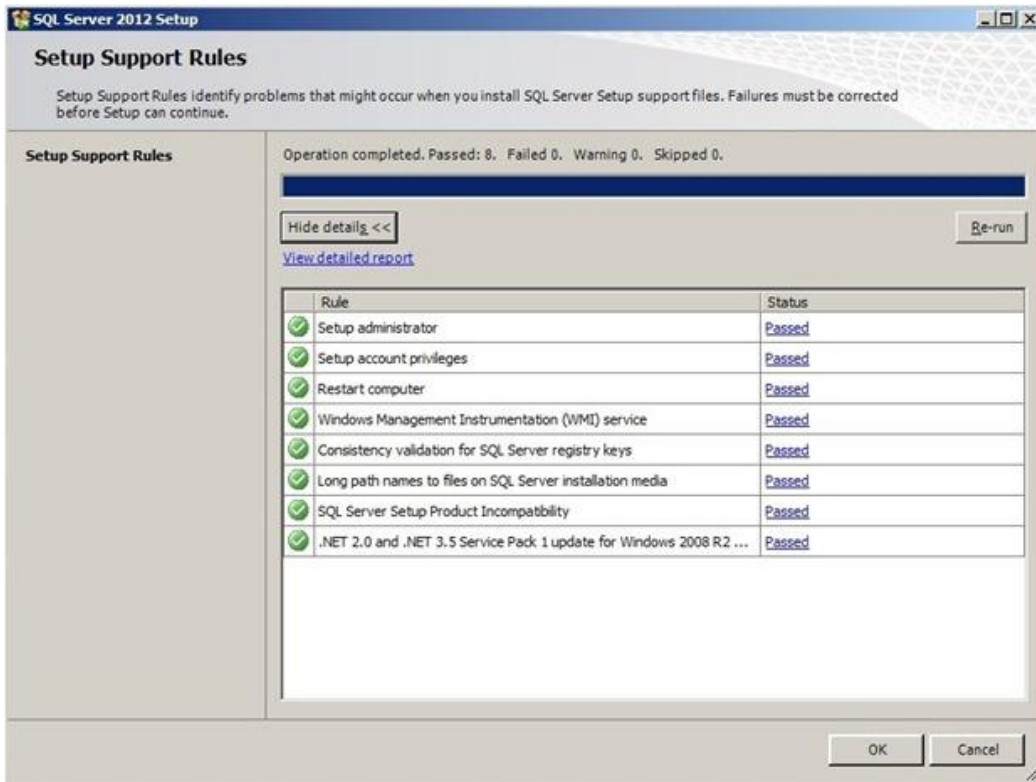 SQL Server 2012 Setup
Setup Support Rules
Setup Support Rules identify problems that might occur when you install SQL Server Setup support files. Failures must be corrected
before Setup can continue.
Setup Support Rules
Operation completed. Passed: 8. Failed 0. Warning 0. Skipped 0.
Hide details <<
Re-run
View detailed report
Rule Status
Setup administrator Passed
Setup account privileges Passed
Restart computer Passed
Windows Management Instrumentation (WMI) service Passed
Consistency validation for SQL Server registry keys Passed
Long path names to files on SQL Server installation media Passed
SQL Server Setup Product Incompatibility Passed
.NET 2.0 and .NET 3.5 Service Pack 1 update for Windows 2008 R2 ... Passed
OK Cancel